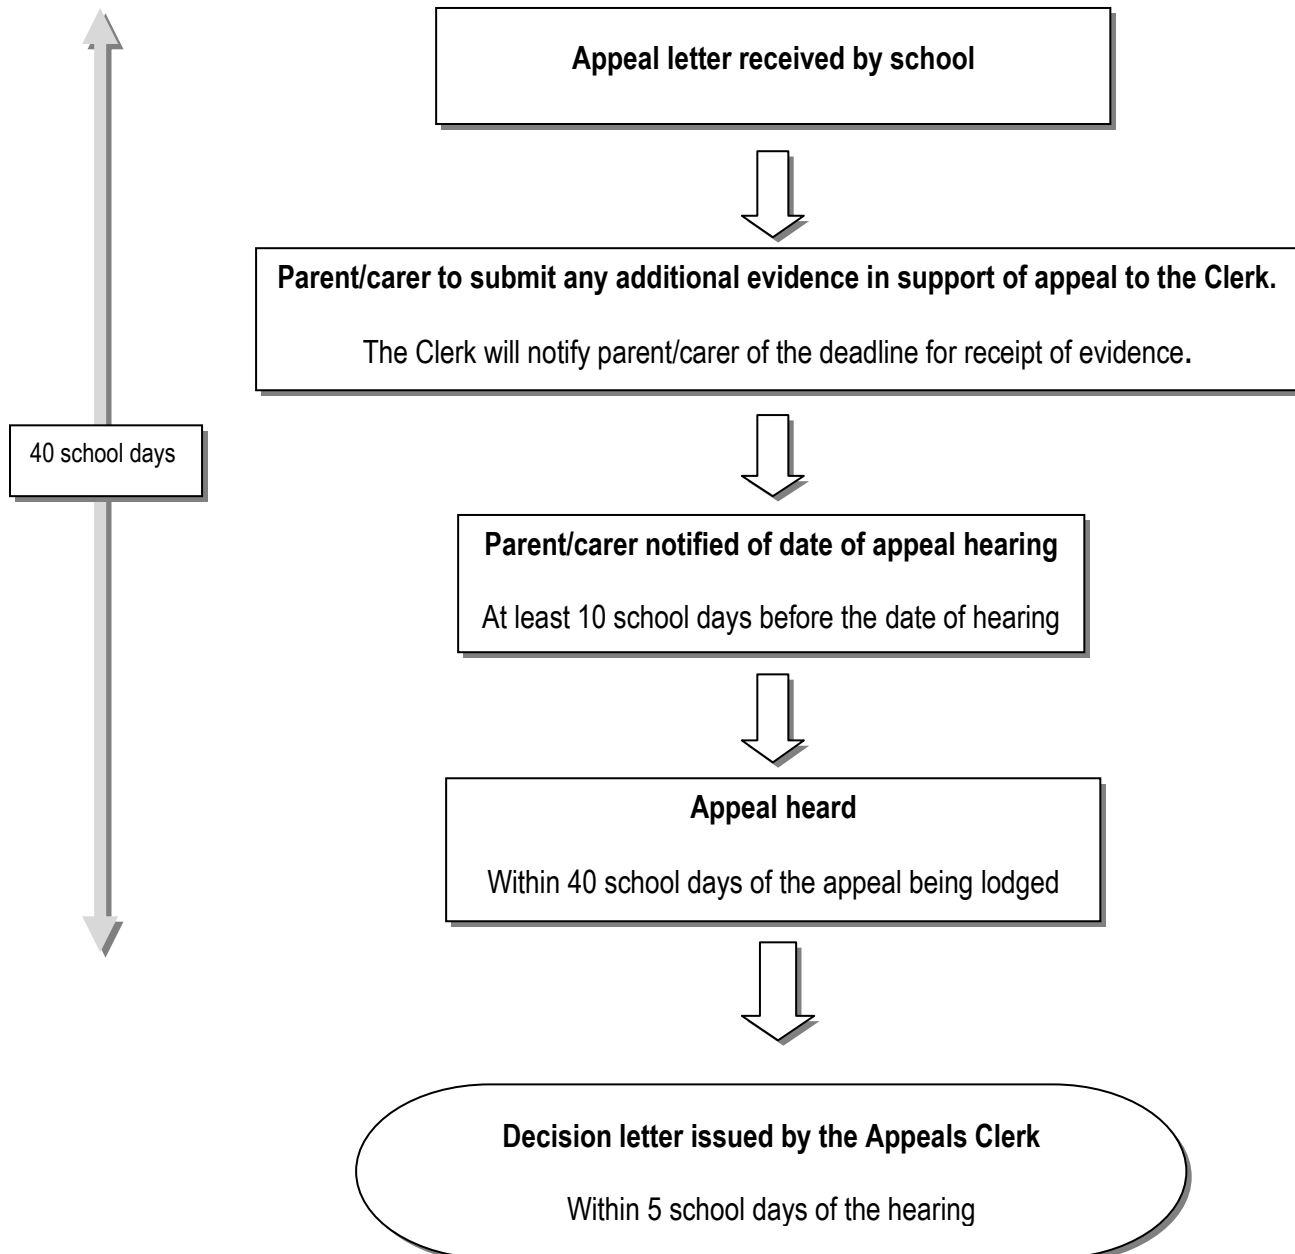 Appeal letter received by school
Parent/carer to submit any additional evidence in support of appeal to the Clerk.
The Clerk will notify parent/carer of the deadline for receipt of evidence.
40 school days
Parent/carer notified of date of appeal hearing
At least 10 school days before the date of hearing
Appeal heard
Within 40 school days of the appeal being lodged
Decision letter issued by the Appeals Clerk
Within 5 school days of the hearing